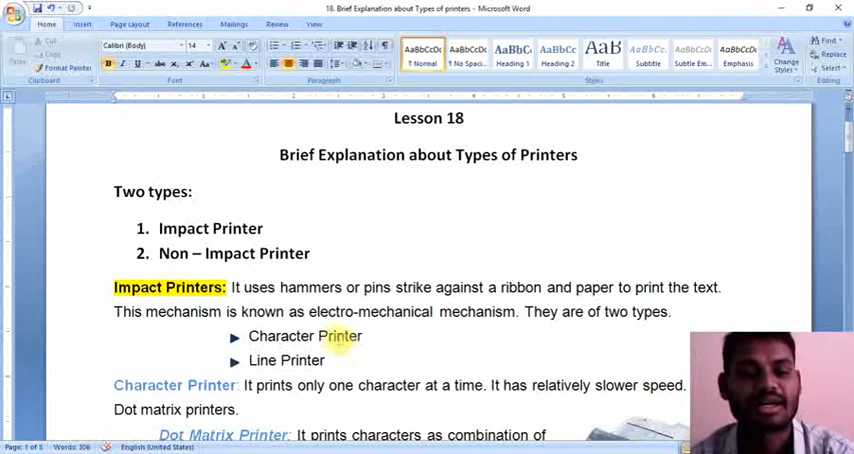 18. Brief Explanation about Types of printers - Microsoft Word
Home Insert Page Layout References Mailings Review View
Cut
Copy
Format Painter
Clipboard
Calibri (Body) 14
Font
Paragraph
AaBbCcDc AaBbCcDc AaBbC AaBbCc AaB AaBbCc. AaBbCcDc AaBbCcDc
¶ Normal ¶ No Spaci... Heading 1 Heading 2 Title Subtitle Subtle Em... Emphasis
Styles
Change Styles
Find
Replace
Select
Editing
Lesson 18
Brief Explanation about Types of Printers
Two types:
1. Impact Printer
2. Non – Impact Printer
Impact Printers: It uses hammers or pins strike against a ribbon and paper to print the text.
This mechanism is known as electro-mechanical mechanism. They are of two types.
Character Printer
Line Printer
Character Printer: It prints only one character at a time. It has relatively slower speed.
Dot matrix printers.
Dot Matrix Printer: It prints characters as combination of
Page: 1 of 3 Words: 306 English (United States)